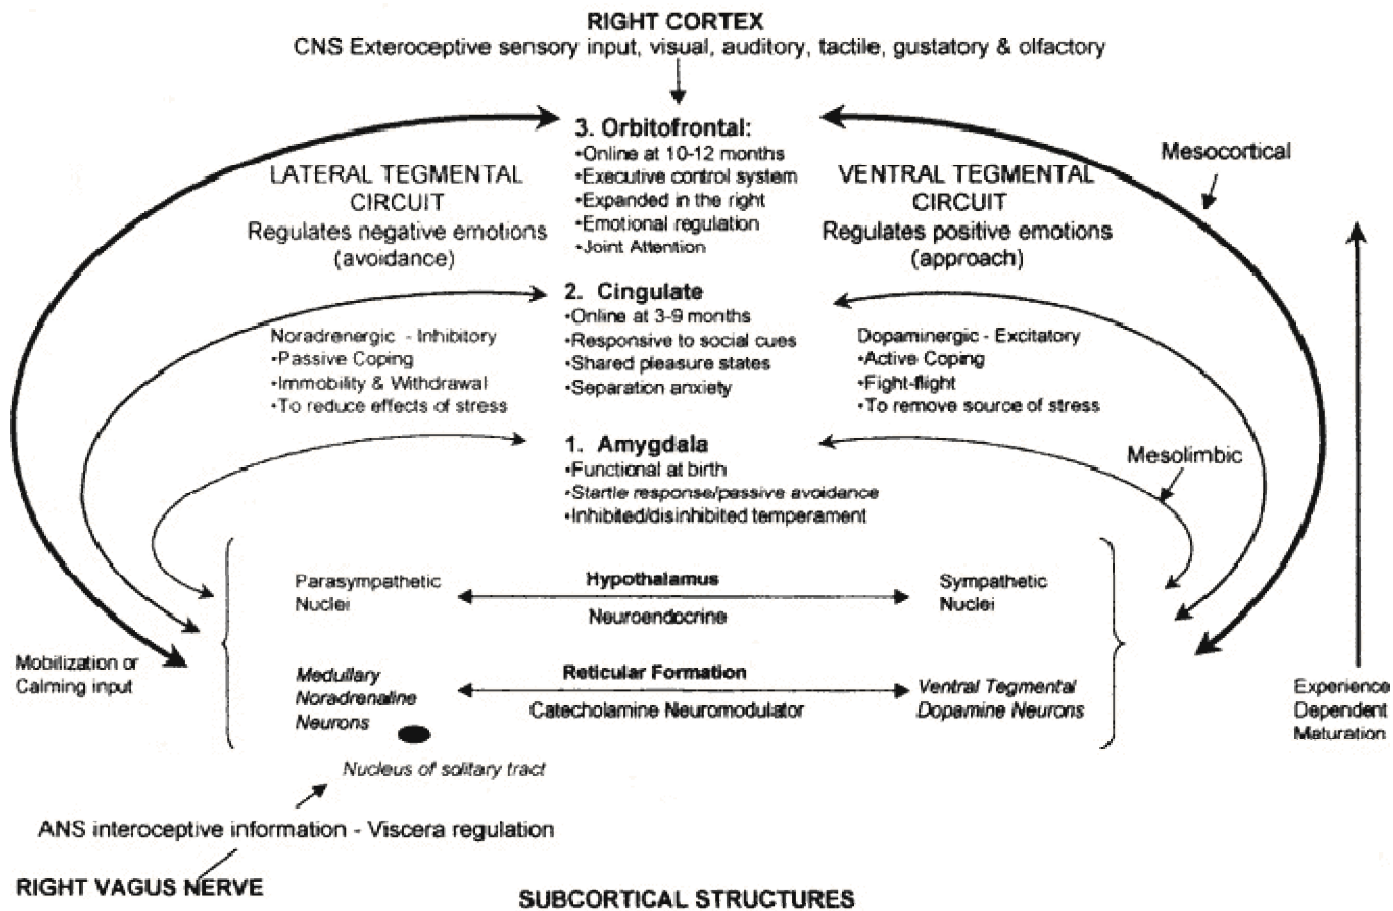 RIGHT CORTEX
CNS Exteroceptive sensory input, visual, auditory, tactile, gustatory & olfactory
3. Orbitofrontal:
•Online at 10-12 months
•Executive control system
•Expanded in the right
•Emotional regulation
•Joint Attention
LATERAL TEGMENTAL
CIRCUIT
Regulates negative emotions
(avoidance)
VENTRAL TEGMENTAL
CIRCUIT
Regulates positive emotions
(approach)
Mesocortical
2. Cingulate
•Online at 3-9 months
•Responsive to social cues
•Shared pleasure states
•Separation anxiety
Noradrenergic - Inhibitory
•Passive Coping
•Immobility & Withdrawal
•To reduce effects of stress
Dopaminergic - Excitatory
•Active Coping
•Fight-flight
•To remove source of stress
1. Amygdala
•Functional at birth
•Startle response/passive avoidance
•Inhibited/disinhibited temperament
Mesolimbic
Parasympathetic
Nuclei
Hypothalamus
Neuroendocrine
Sympathetic
Nuclei
Mobilization or
Calming input
Medullary
Noradrenaline
Neurons
Reticular Formation
Catecholamine Neuromodulator
Ventral Tegmental
Dopamine Neurons
Experience
Dependent
Maturation
Nucleus of solitary tract
ANS interoceptive information - Viscera regulation
RIGHT VAGUS NERVE
SUBCORTICAL STRUCTURES